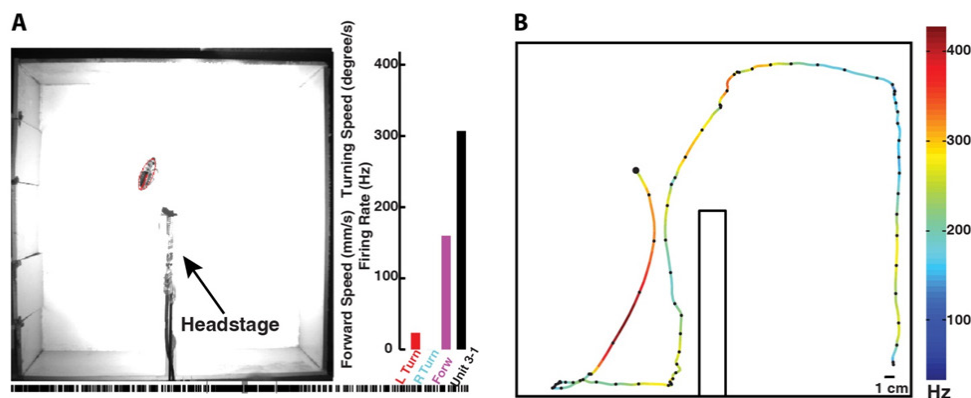 A
B
Forward Speed (mm/s) Turning Speed (degree/s)
Firing Rate (Hz)
400
300
200
100
0
L Turn
R Turn
Forw
Unit 3-1
Headstage
400
300
200
100
Hz
1 cm